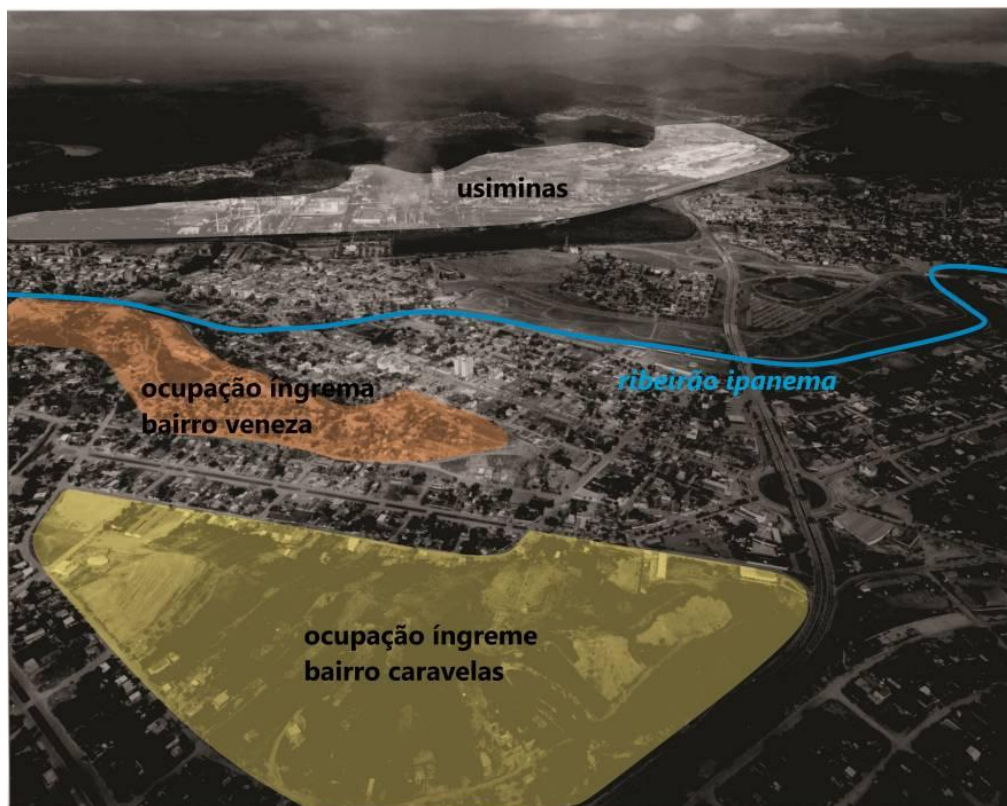 usiminas
ribeirão ipanema
ocupação íngrema
bairro veneza
ocupação íngreme
bairro caravelas